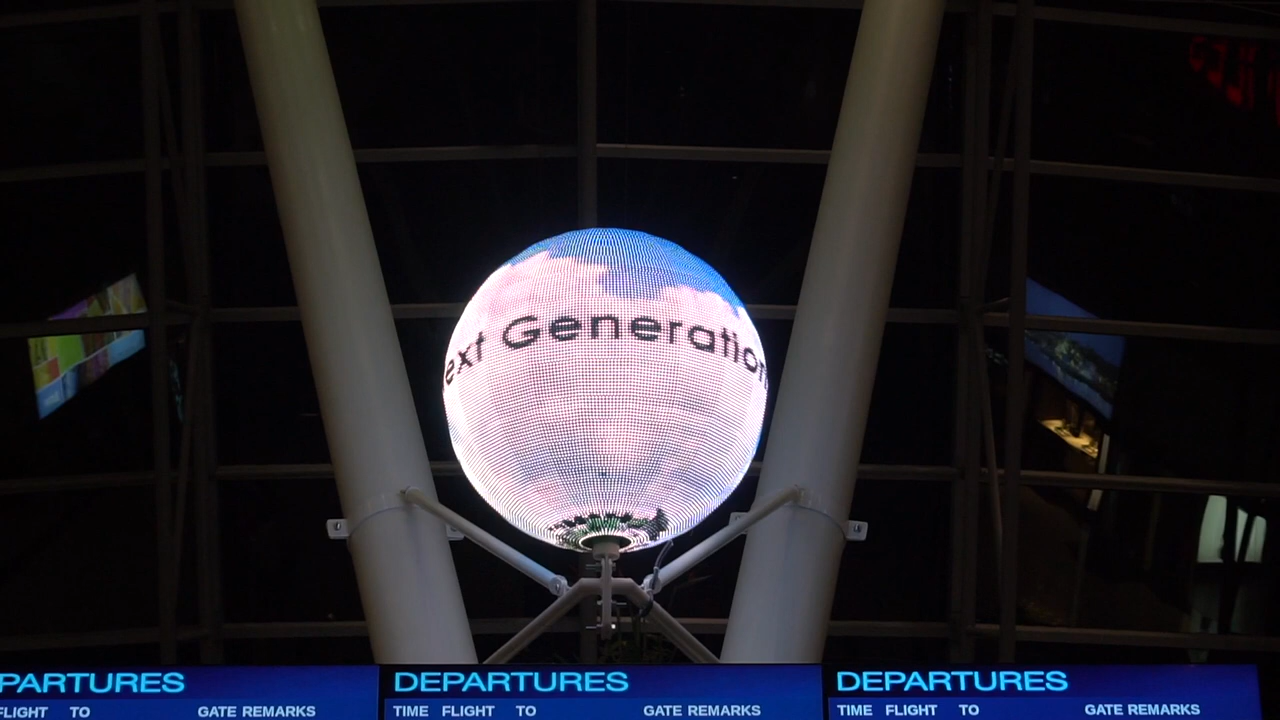 ext Generation
PARTURES
DEPARTURES
DEPARTURES
FLIGHT TO GATE REMARKS
TIME FLIGHT TO GATE REMARKS
TIME FLIGHT TO GATE REMARKS